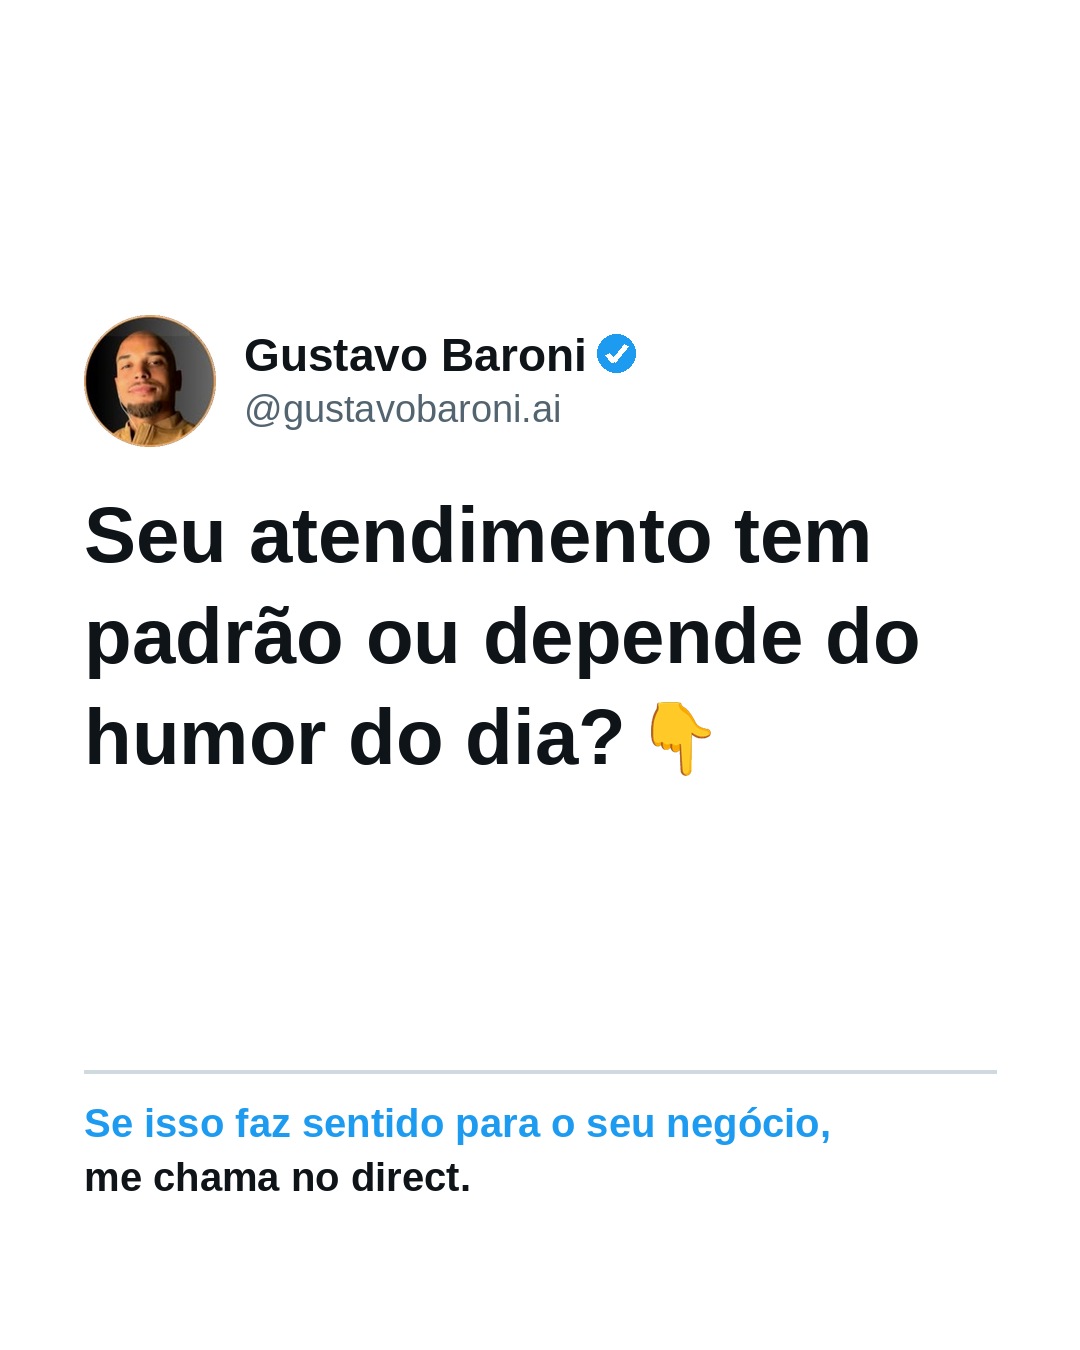 Gustavo Baroni
@gustavobaroni.ai
Seu atendimento tem
padrão ou depende do
humor do dia? 👇
Se isso faz sentido para o seu negócio,
me chama no direct.